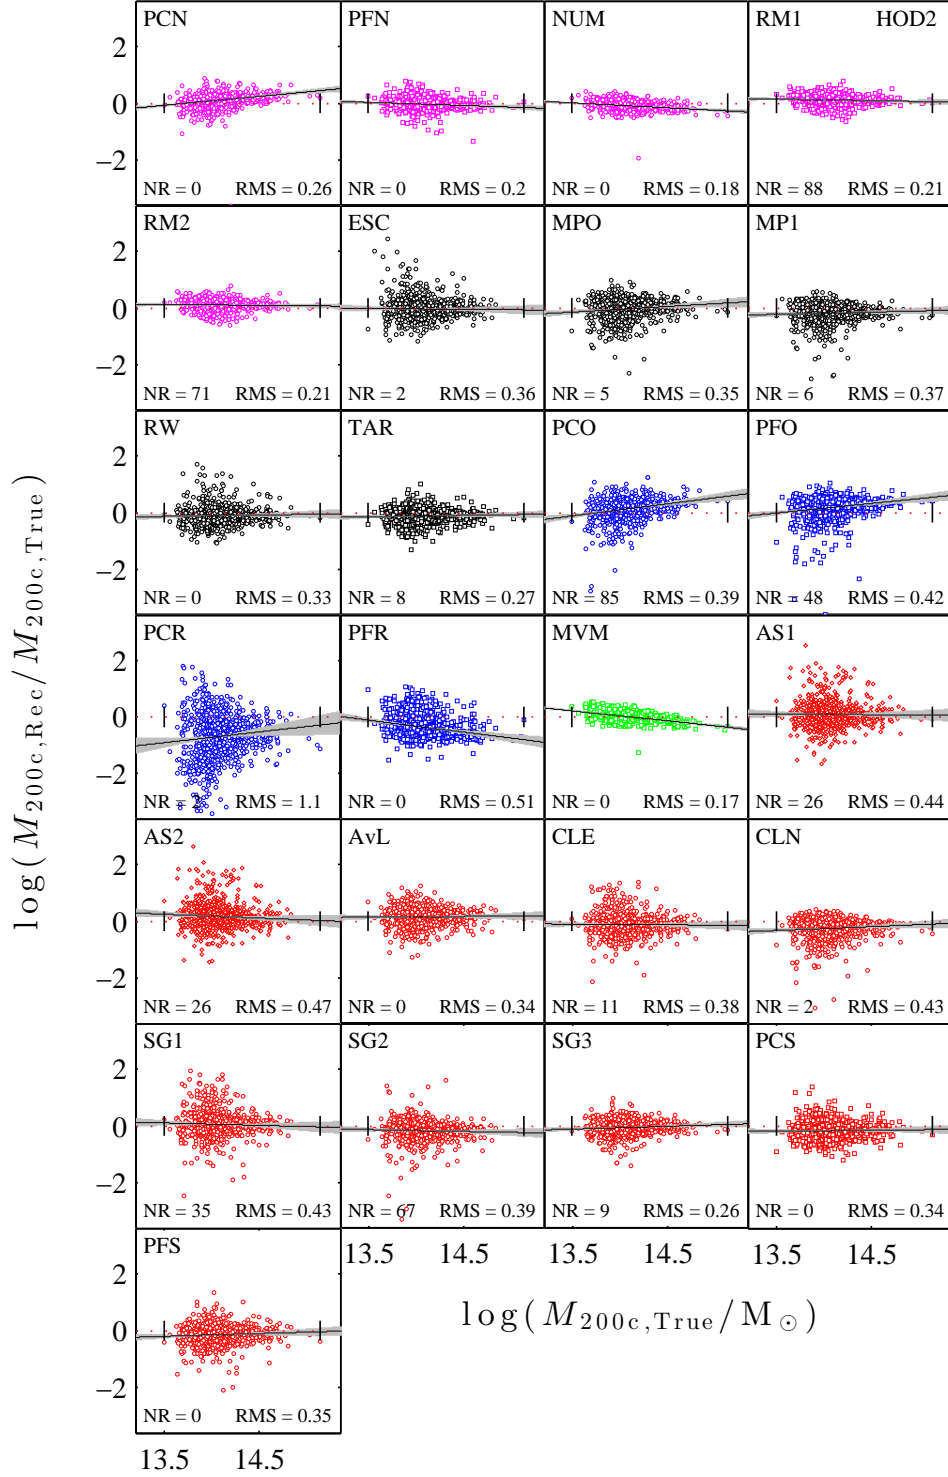 PCN PFN NUM RM1 HOD2
2
0
−2
NR = 0 RMS = 0.26 NR = 0 RMS = 0.2 NR = 0 RMS = 0.18 NR = 88 RMS = 0.21
RM2 ESC MPO MP1
2
0
−2
NR = 71 RMS = 0.21 NR = 2 RMS = 0.36 NR = 5 RMS = 0.35 NR = 6 RMS = 0.37
RW TAR PCO PFO
2
0
−2
NR = 0 RMS = 0.33 NR = 8 RMS = 0.27 NR = 85 RMS = 0.39 NR = 48 RMS = 0.42
PCR PFR MVM AS1
2
0
−2
NR = 2 RMS = 1.1 NR = 0 RMS = 0.51 NR = 0 RMS = 0.17 NR = 26 RMS = 0.44
AS2 AvL CLE CLN
2
0
−2
NR = 26 RMS = 0.47 NR = 0 RMS = 0.34 NR = 11 RMS = 0.38 NR = 2 RMS = 0.43
SG1 SG2 SG3 PCS
2
0
−2
NR = 35 RMS = 0.43 NR = 67 RMS = 0.39 NR = 9 RMS = 0.26 NR = 0 RMS = 0.34
PFS
2
0
−2
NR = 0 RMS = 0.35
13.5 14.5 13.5 14.5 13.5 14.5
13.5 14.5
log(M200c,True/M⊙)
log(M200c,Rec/M200c,True)